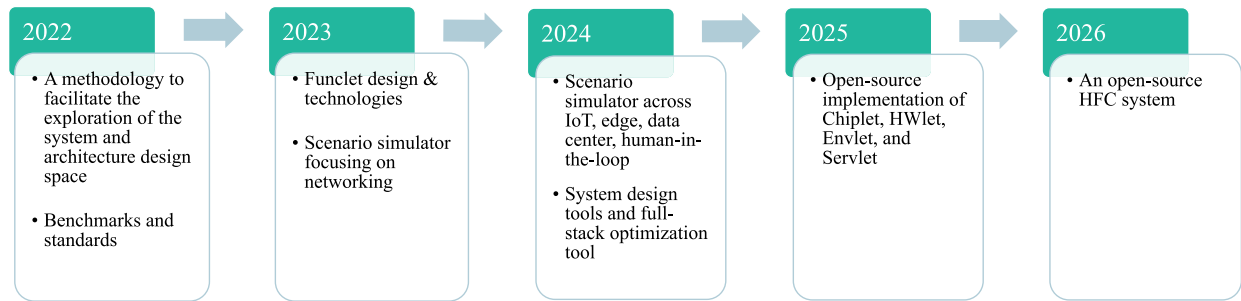 2022
• A methodology to
facilitate the
exploration of the
system and
architecture design
space
• Benchmarks and
standards
2023
• Funclet design &
technologies
• Scenario simulator
focusing on
networking
2024
• Scenario
simulator across
IoT, edge, data
center, human-in-
the-loop
• System design
tools and full-
stack optimization
tool
2025
• Open-source
implementation of
Chiplet, HWlet,
Envlet, and
Servlet
2026
• An open-source
HFC system